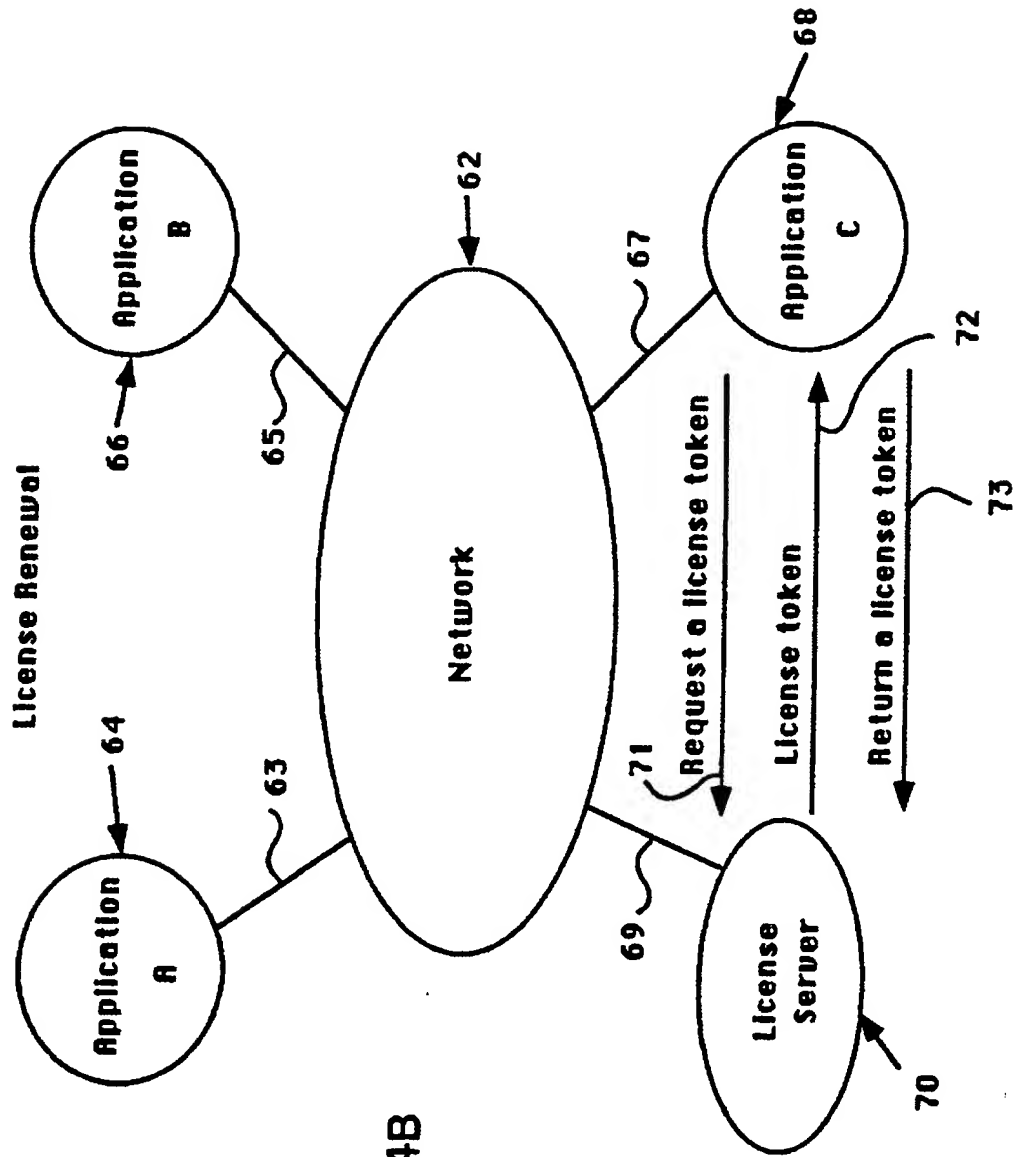 License Renewal
64
Application
A
63
66
Application
B
65
Network
62
67
69
71
Request a license token
License token
72
Return a license token
73
License
Server
70
Application
C
68
4B